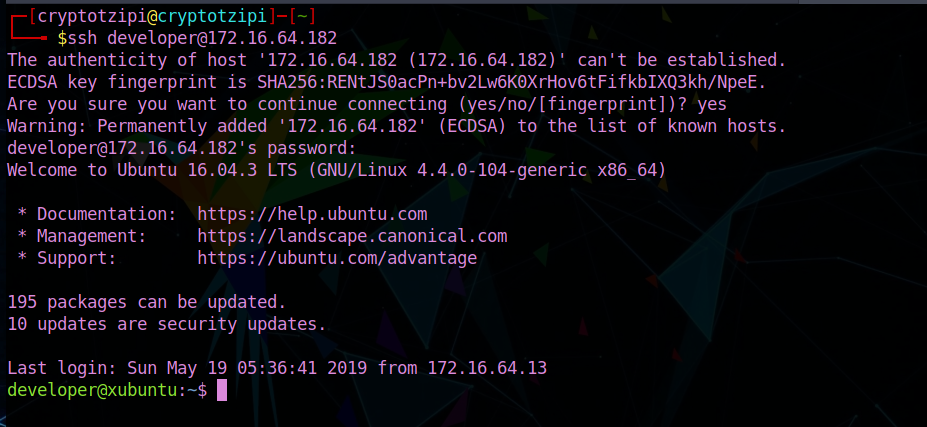 ┌─[cryptotzipi@cryptotzipi]─[~]
└──╼ $ssh developer@172.16.64.182
The authenticity of host '172.16.64.182 (172.16.64.182)' can't be established.
ECDSA key fingerprint is SHA256:RENtJS0acPn+bv2Lw6K0XrHov6tFifkbIXQ3kh/NpeE.
Are you sure you want to continue connecting (yes/no/[fingerprint])? yes
Warning: Permanently added '172.16.64.182' (ECDSA) to the list of known hosts.
developer@172.16.64.182's password:
Welcome to Ubuntu 16.04.3 LTS (GNU/Linux 4.4.0-104-generic x86_64)
* Documentation:  https://help.ubuntu.com
* Management:     https://landscape.canonical.com
* Support:        https://ubuntu.com/advantage
195 packages can be updated.
10 updates are security updates.
Last login: Sun May 19 05:36:41 2019 from 172.16.64.13
developer@xubuntu:~$